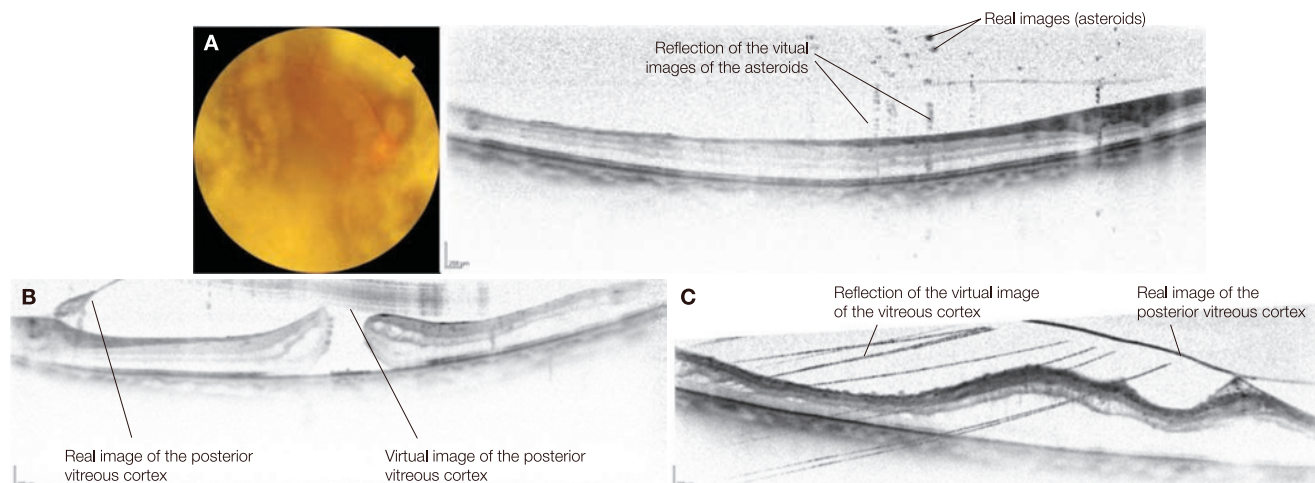 A
Real images (asteroids)
Reflection of the vitual
images of the asteroids
B
Real image of the posterior
vitreous cortex
Virtual image of the posterior
vitreous cortex
C
Reflection of the virtual image
of the vitreous cortex
Real image of the
posterior vitreous cortex